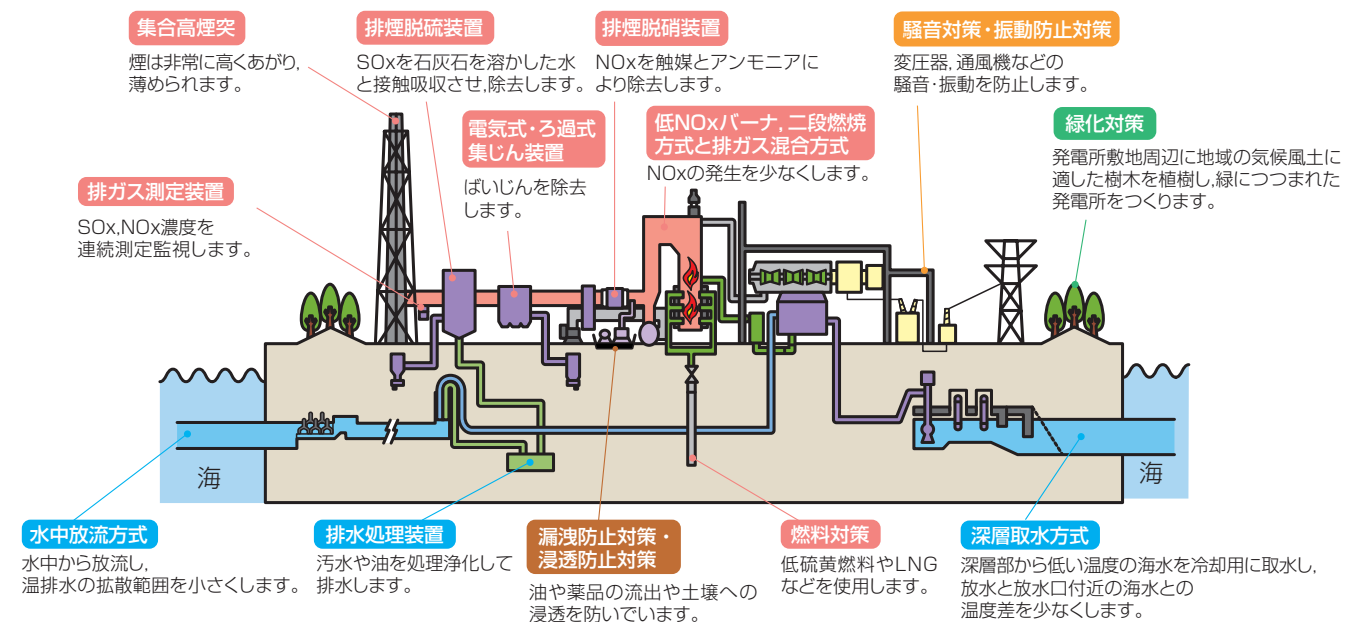 集合高煙突
煙は非常に高くあがり,
薄められます。
排煙脱硫装置
SOxを石灰石を溶かした水
と接触吸収させ,除去します。
排煙脱硝装置
NOxを触媒とアンモニアに
より除去します。
騒音対策・振動防止対策
変圧器,通風機などの
騒音・振動を防止します。
電気式・ろ過式
集じん装置
ばいじんを除去
します。
低NOxバーナ,二段燃焼
方式と排ガス混合方式
NOxの発生を少なくします。
緑化対策
発電所敷地周辺に地域の気候風土に
適した樹木を植樹し,緑につつまれた
発電所をつくります。
排ガス測定装置
SOx,NOx濃度を
連続測定監視します。
海
海
水中放流方式
水中から放流し,
温排水の拡散範囲を小さくします。
排水処理装置
汚水や油を処理浄化して
排水します。
漏洩防止対策・
浸透防止対策
油や薬品の流出や土壌への
浸透を防いでいます。
燃料対策
低硫黄燃料やLNG
などを使用します。
深層取水方式
深層部から低い温度の海水を冷却用に取水し,
放水と放水口付近の海水との
温度差を少なくします。